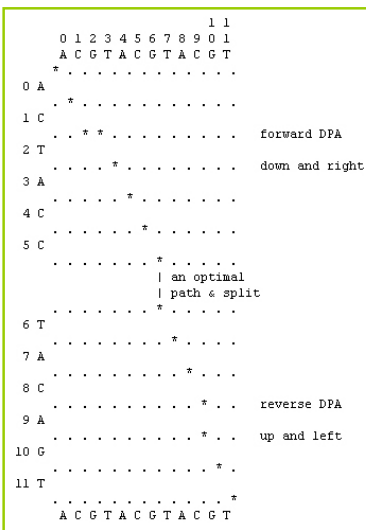 1 1
0 1 2 3 4 5 6 7 8 9 0 1
A C G T A C G T A C G T
* . . . . . . . . . . . .
0 A
. * . . . . . . . . . . .
1 C
. . * * . . . . . . . . . forward DPA
2 T
. . . . * . . . . . . . . down and right
3 A
. . . . . * . . . . . . .
4 C
. . . . . . * . . . . . .
5 C
. . . . . . . * . . . . .
| an optimal
| path & split
. . . . . . . * . . . . .
6 T
. . . . . . . . * . . . .
7 A
. . . . . . . . . * . . .
8 C
. . . . . . . . . . * . . reverse DPA
9 A
. . . . . . . . . . * . . up and left
10 G
. . . . . . . . . . . * .
11 T
. . . . . . . . . . . . *
A C G T A C G T A C G T